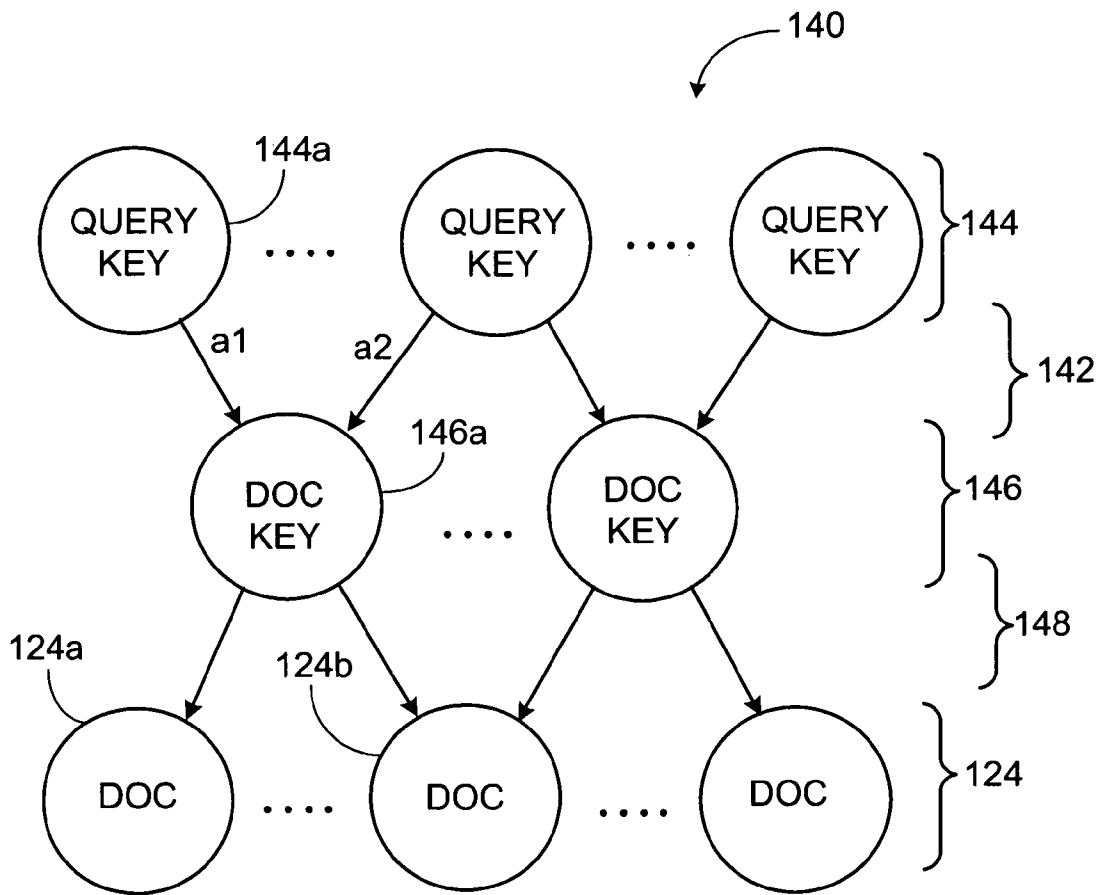 140
144a
QUERY
KEY
....
QUERY
KEY
....
QUERY
KEY
144
a1
a2
142
146a
DOC
KEY
....
DOC
KEY
146
148
124a
124b
DOC
....
DOC
....
DOC
124